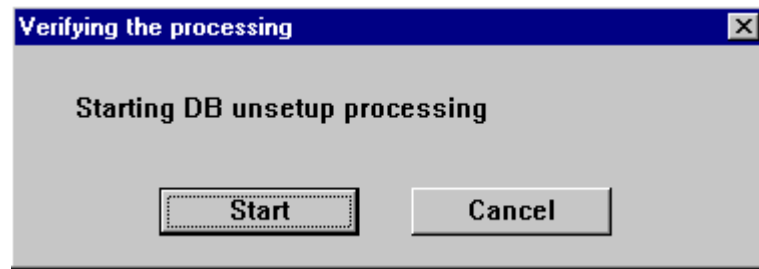 Verifying the processing
Starting DB unsetup processing
Start Cancel